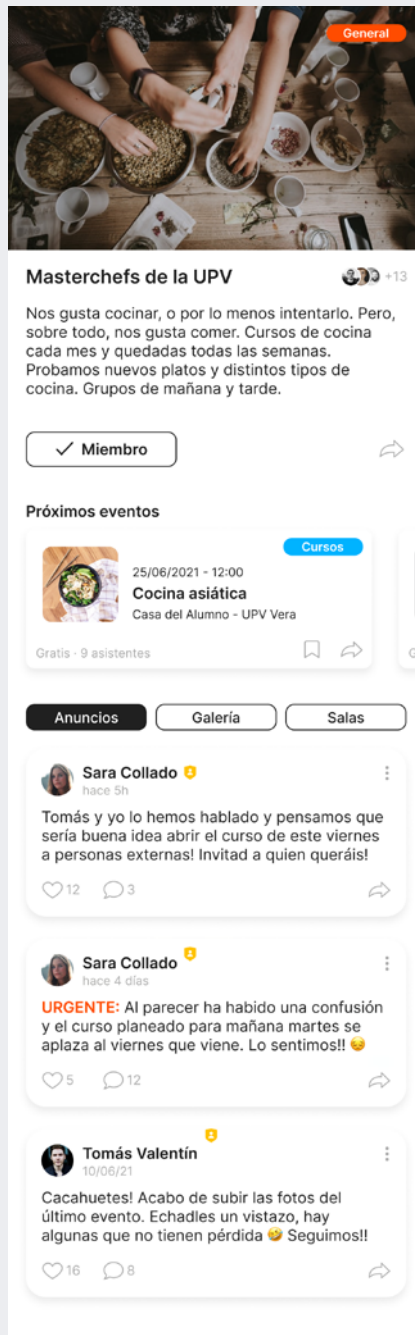 General
Masterchefs de la UPV
+13
Nos gusta cocinar, o por lo menos intentarlo. Pero,
sobre todo, nos gusta comer. Cursos de cocina
cada mes y quedadas todas las semanas.
Probamos nuevos platos y distintos tipos de
cocina. Grupos de mañana y tarde.
Miembro
Próximos eventos
Cursos
25/06/2021 - 12:00
Cocina asiática
Casa del Alumno - UPV Vera
Gratis · 9 asistentes
G
Anuncios Galería Salas
Sara Collado
hace 5h
Tomás y yo lo hemos hablado y pensamos que
sería buena idea abrir el curso de este viernes
a personas externas! Invitad a quien queráis!
12 3
Sara Collado
hace 4 días
URGENTE: Al parecer ha habido una confusión
y el curso planeado para mañana martes se
aplaza al viernes que viene. Lo sentimos!! 😔
5 12
Tomás Valentín
10/06/21
Cacahuetes! Acabo de subir las fotos del
último evento. Echadles un vistazo, hay
algunas que no tienen pérdida 🤣 Seguimos!!
16 8